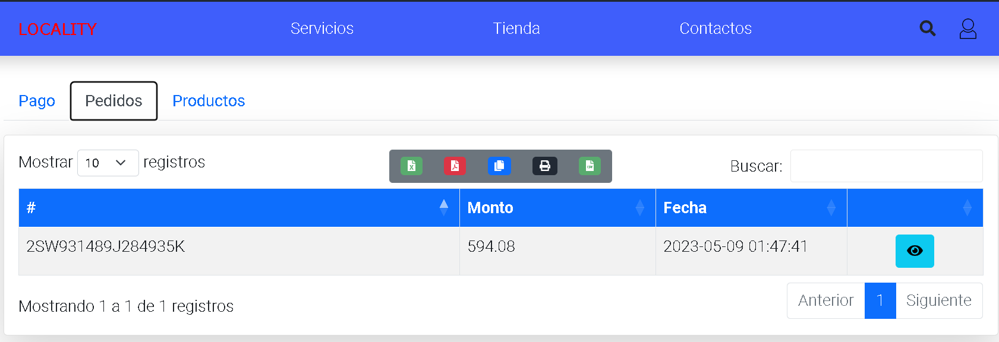 LOCALITY Servicios Tienda Contactos
Pago Pedidos Productos
Mostrar 10 registros Buscar:
# Monto Fecha
2SW931489J284935K 594.08 2023-05-09 01:47:41
Mostrando 1 a 1 de 1 registros Anterior 1 Siguiente